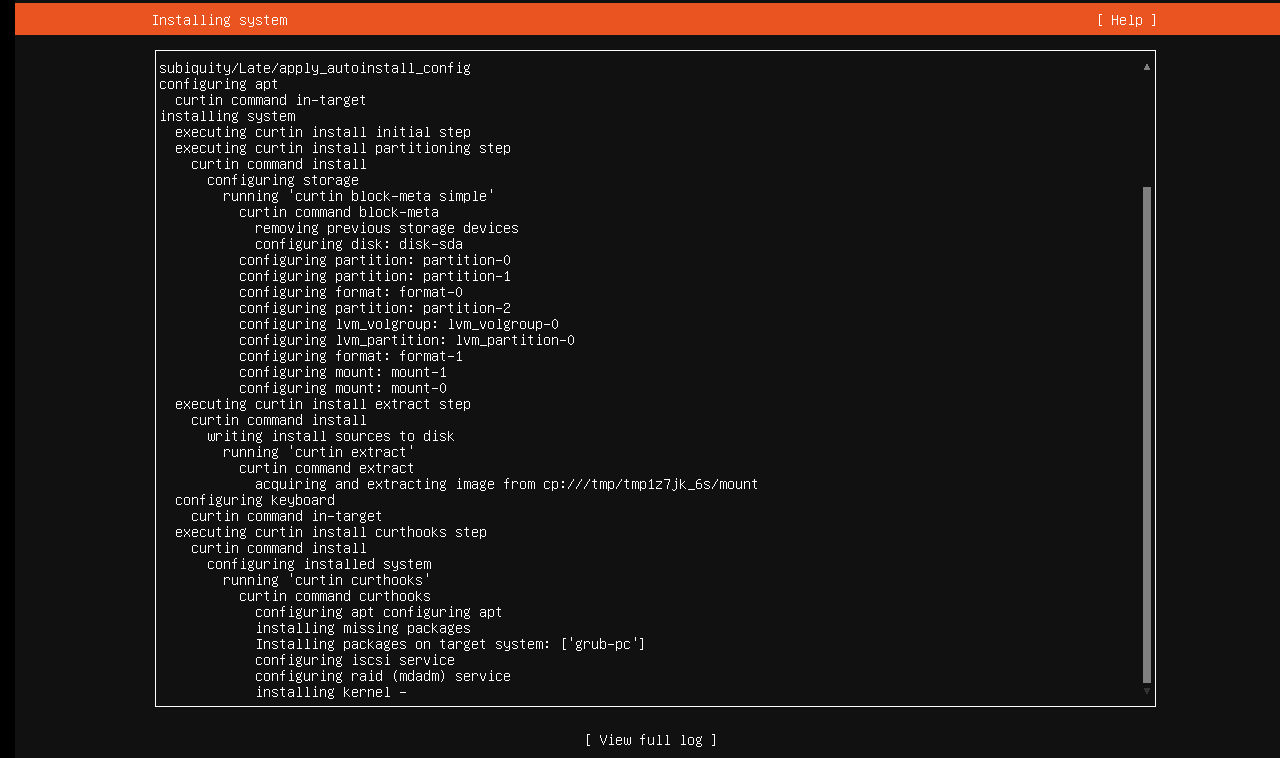 Installing system
[ Help ]
subiquity/Late/apply_autoinstall_config
configuring apt
curtin command in-target
installing system
executing curtin install initial step
executing curtin install partitioning step
curtin command install
configuring storage
running 'curtin block-meta simple'
curtin command block-meta
removing previous storage devices
configuring disk: disk-sda
configuring partition: partition-0
configuring partition: partition-1
configuring format: format-0
configuring partition: partition-2
configuring lvm_volgroup: lvm_volgroup-0
configuring lvm_partition: lvm_partition-0
configuring format: format-1
configuring mount: mount-1
configuring mount: mount-0
executing curtin install extract step
curtin command install
writing install sources to disk
running 'curtin extract'
curtin command extract
acquiring and extracting image from cp:///tmp/tmp1z7jk_6s/mount
configuring keyboard
curtin command in-target
executing curtin install curthooks step
curtin command install
configuring installed system
running 'curtin curthooks'
curtin command curthooks
configuring apt configuring apt
installing missing packages
Installing packages on target system: ['grub-pc']
configuring iscsi service
configuring raid (mdadm) service
installing kernel -
[ View full log ]